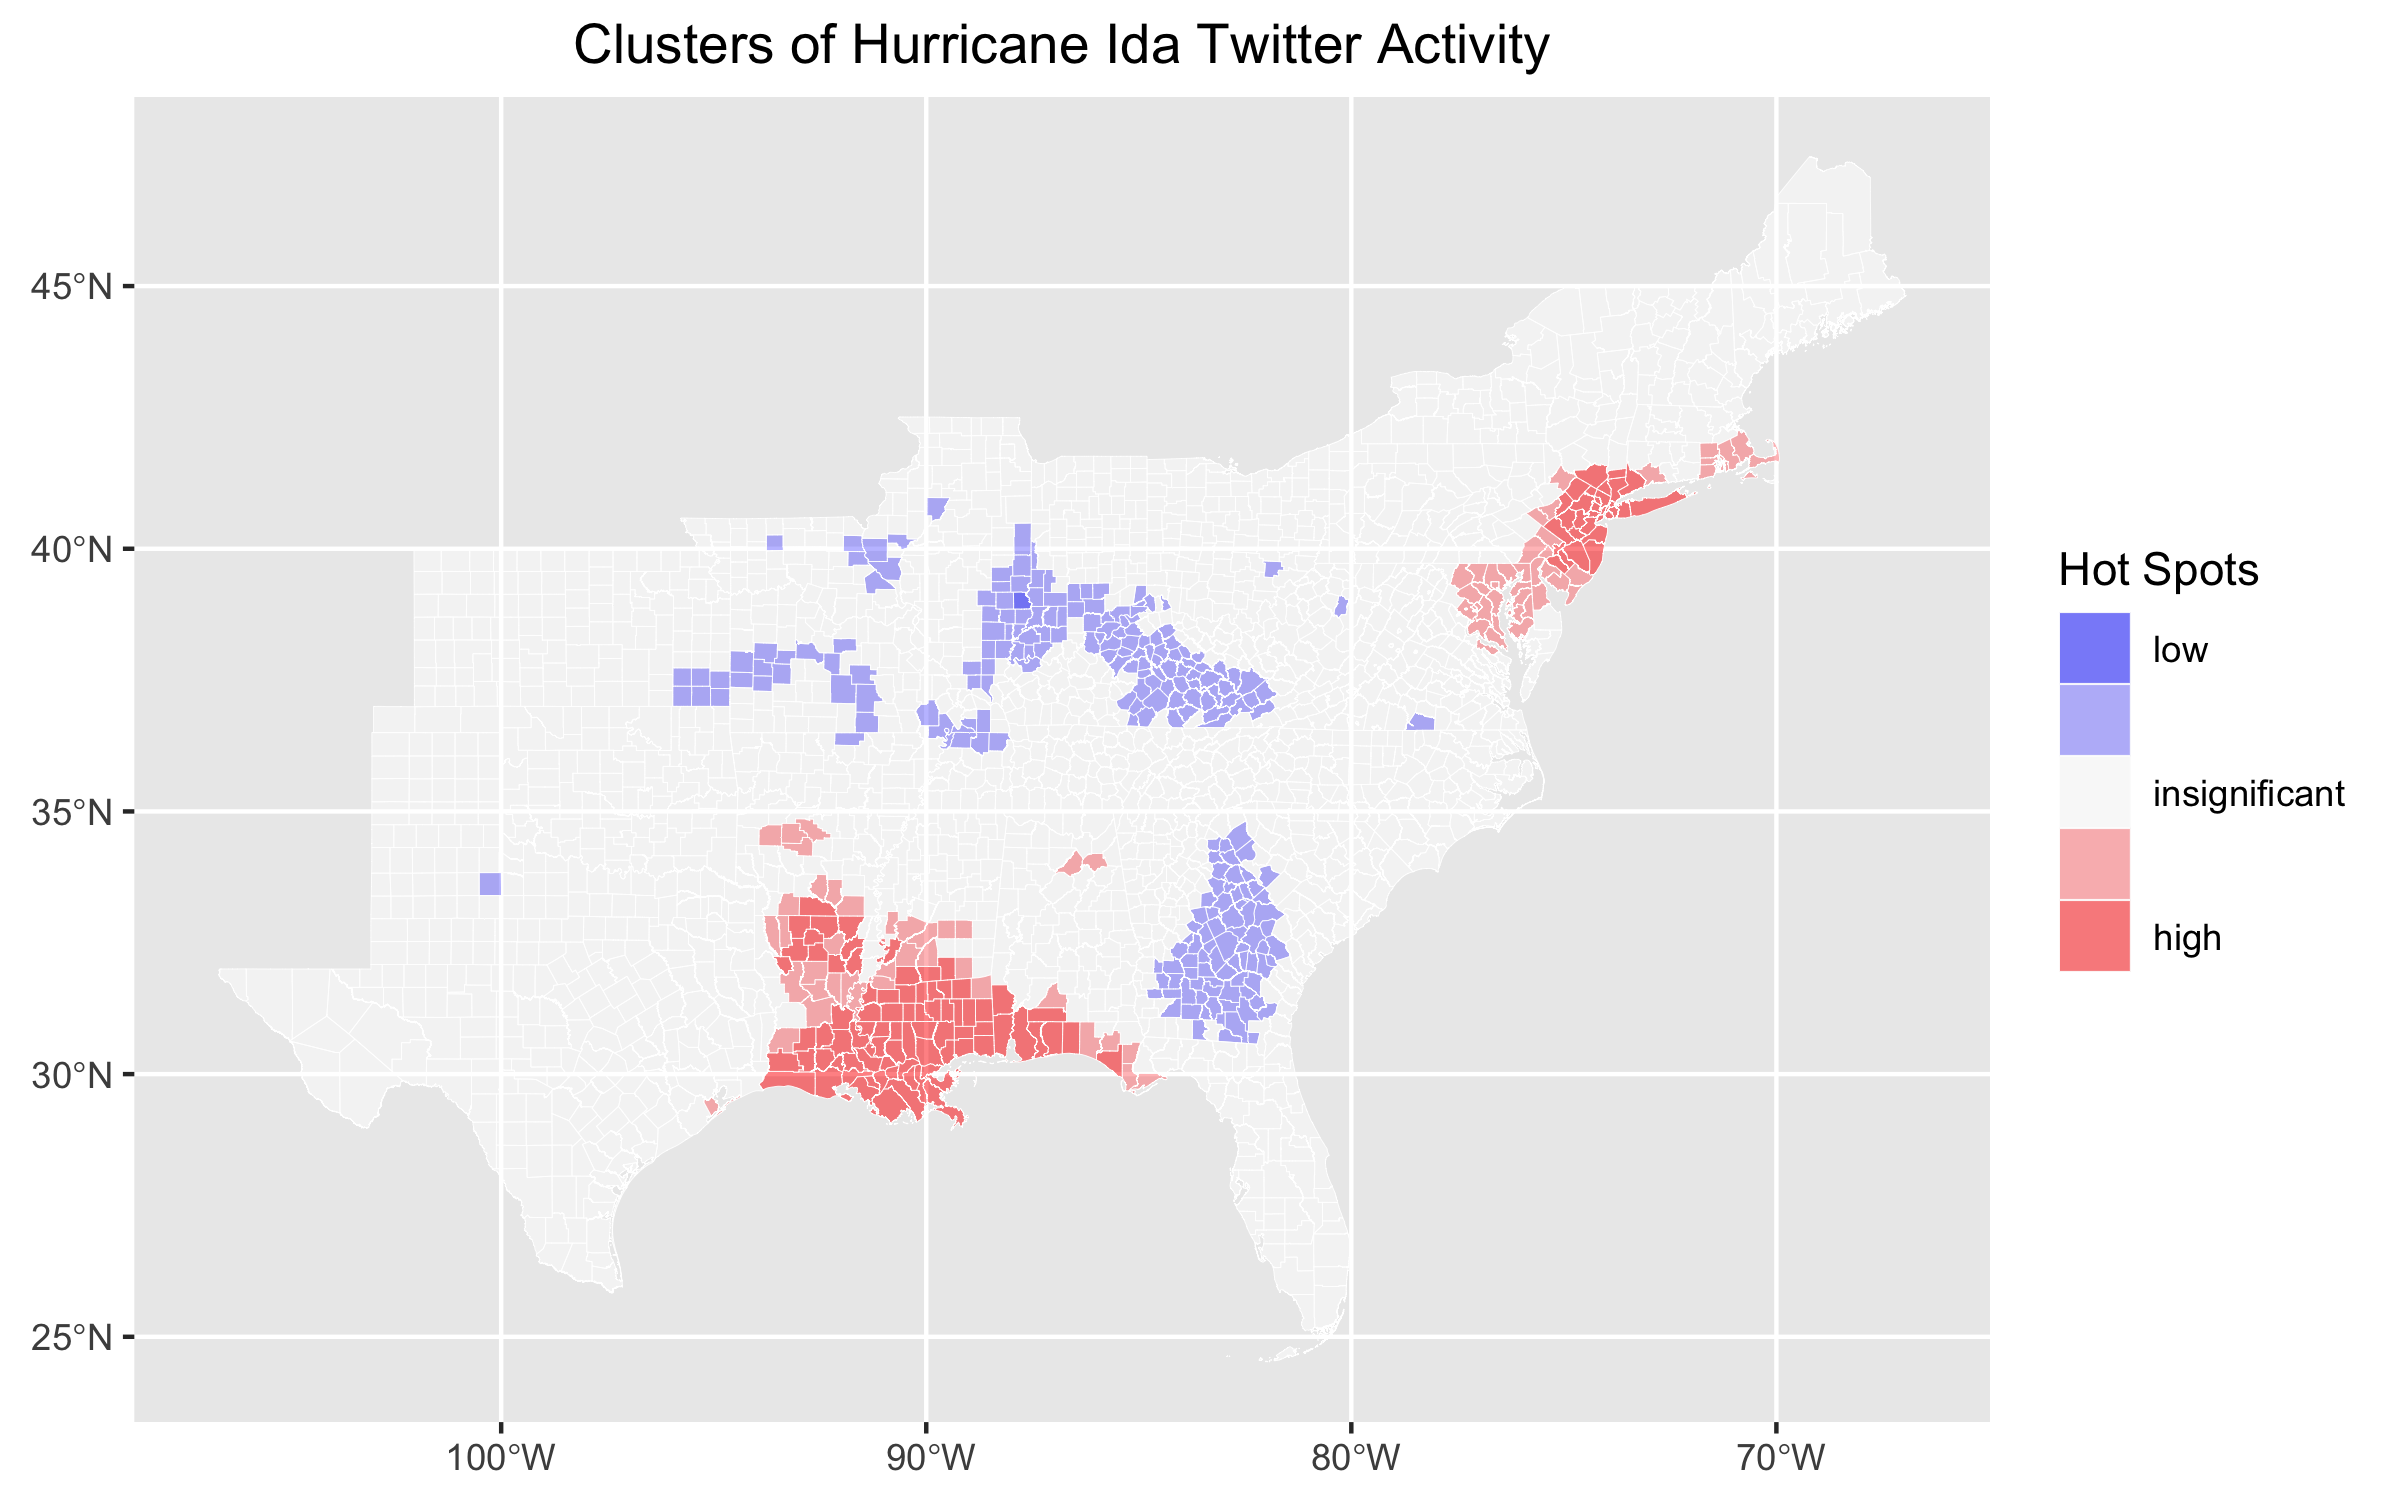 Clusters of Hurricane Ida Twitter Activity
45°N
40°N
35°N
30°N
25°N
100°W
90°W
80°W
70°W
Hot Spots
low
insignificant
high